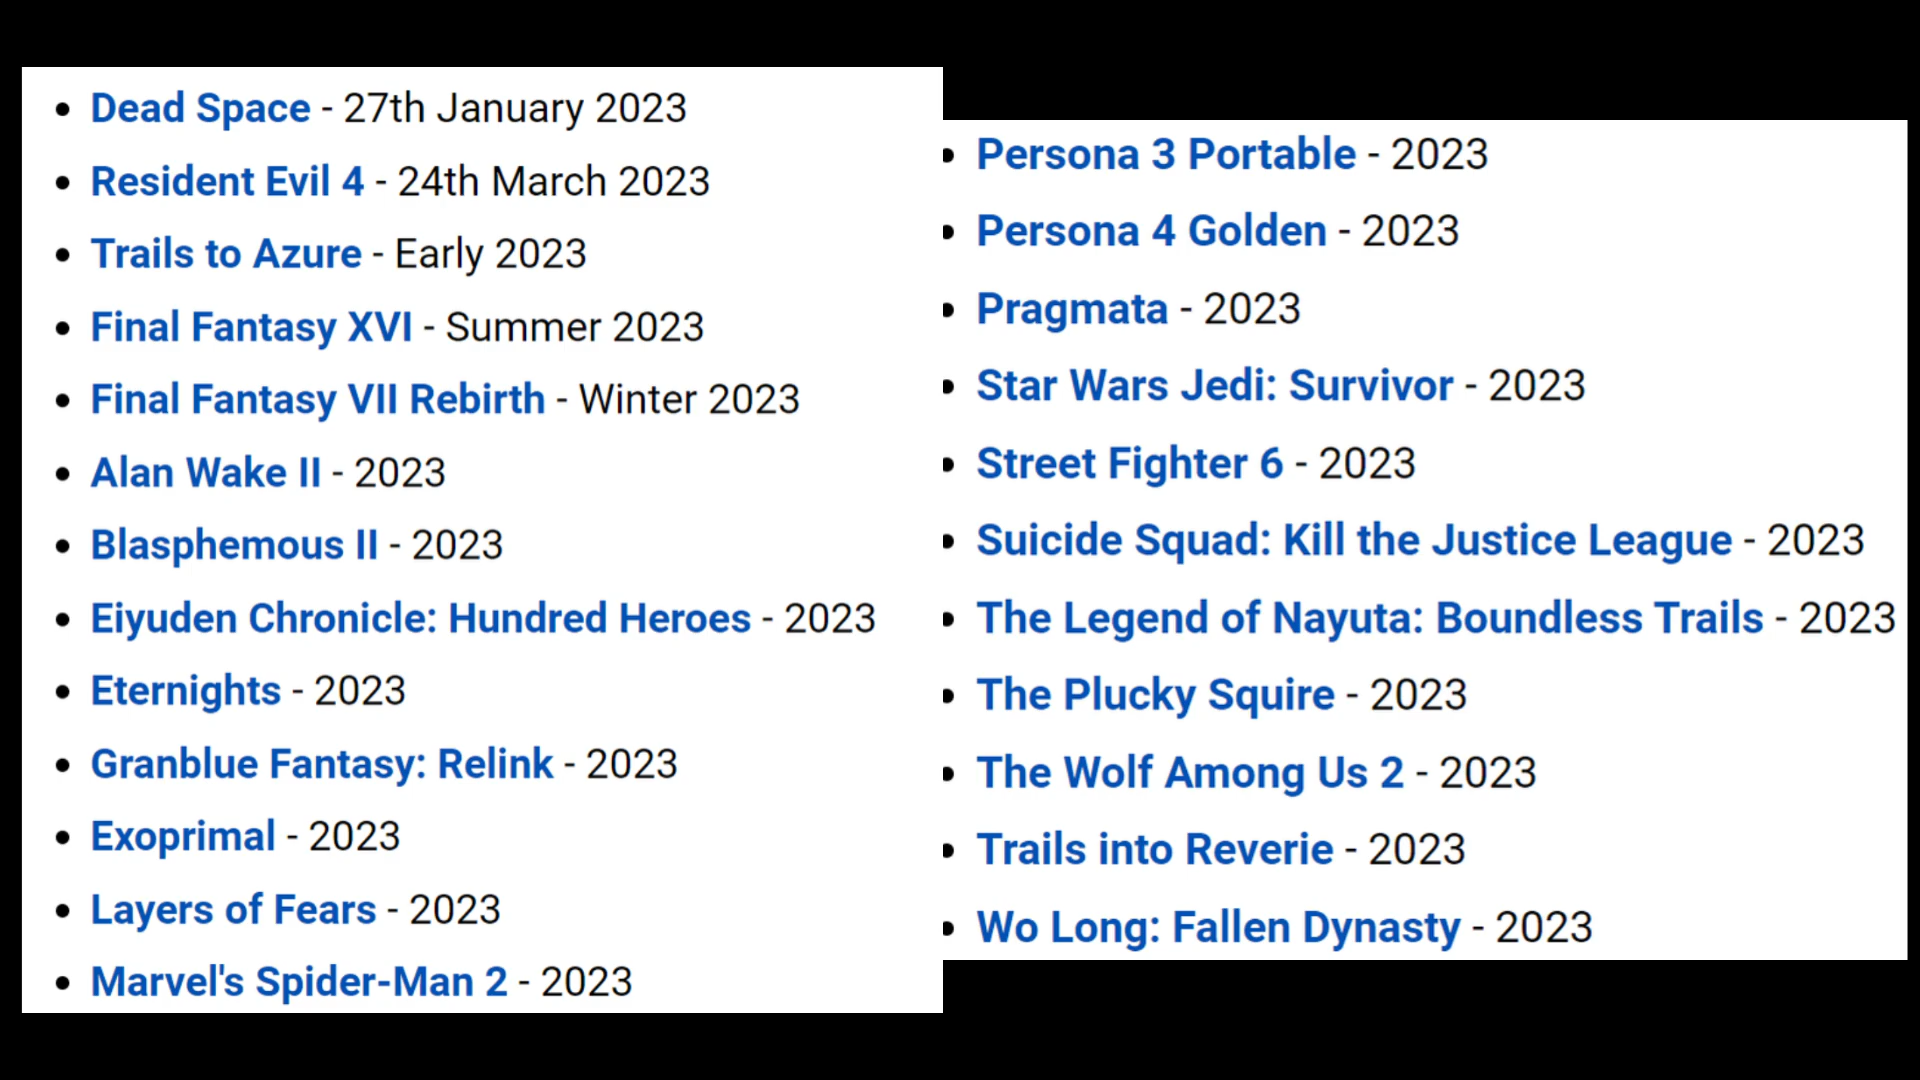 Dead Space - 27th January 2023
Resident Evil 4 - 24th March 2023
Trails to Azure - Early 2023
Final Fantasy XVI - Summer 2023
Final Fantasy VII Rebirth - Winter 2023
Alan Wake II - 2023
Blasphemous II - 2023
Eiyuden Chronicle: Hundred Heroes - 2023
Eternights - 2023
Granblue Fantasy: Relink - 2023
Exoprimal - 2023
Layers of Fears - 2023
Marvel's Spider-Man 2 - 2023
Persona 3 Portable - 2023
Persona 4 Golden - 2023
Pragmata - 2023
Star Wars Jedi: Survivor - 2023
Street Fighter 6 - 2023
Suicide Squad: Kill the Justice League - 2023
The Legend of Nayuta: Boundless Trails - 2023
The Plucky Squire - 2023
The Wolf Among Us 2 - 2023
Trails into Reverie - 2023
Wo Long: Fallen Dynasty - 2023